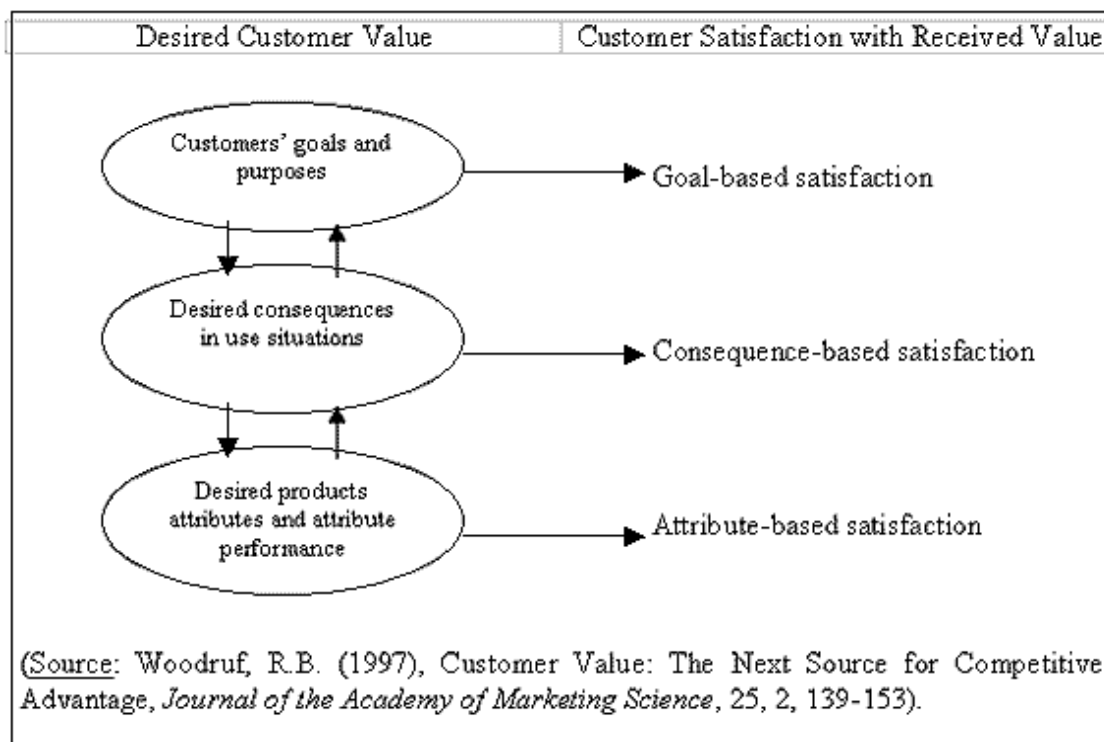 Desired Customer Value
Customer Satisfaction with Received Value
Customers' goals and
purposes
Goal-based satisfaction
Desired consequences
in use situations
Consequence-based satisfaction
Desired products
attributes and attribute
performance
Attribute-based satisfaction
(Source: Woodruf, R.B. (1997), Customer Value: The Next Source for Competitive
Advantage, Journal of the Academy of Marketing Science, 25, 2, 139-153).